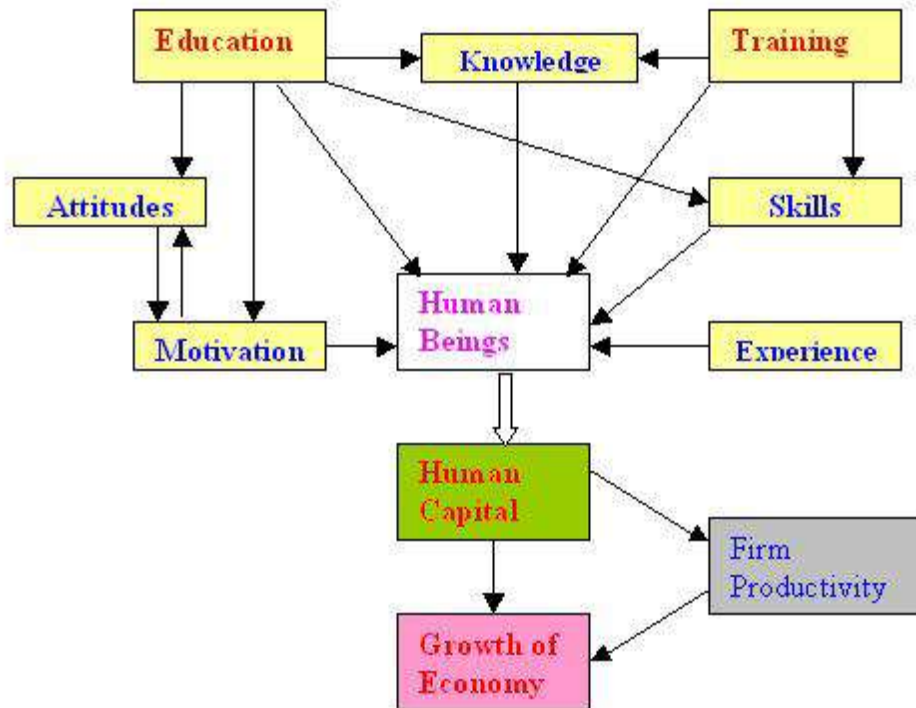 Education
Knowledge
Training
Attitudes
Skills
Human
Beings
Motivation
Experience
Human
Capital
Firm
Productivity
Growth of
Economy